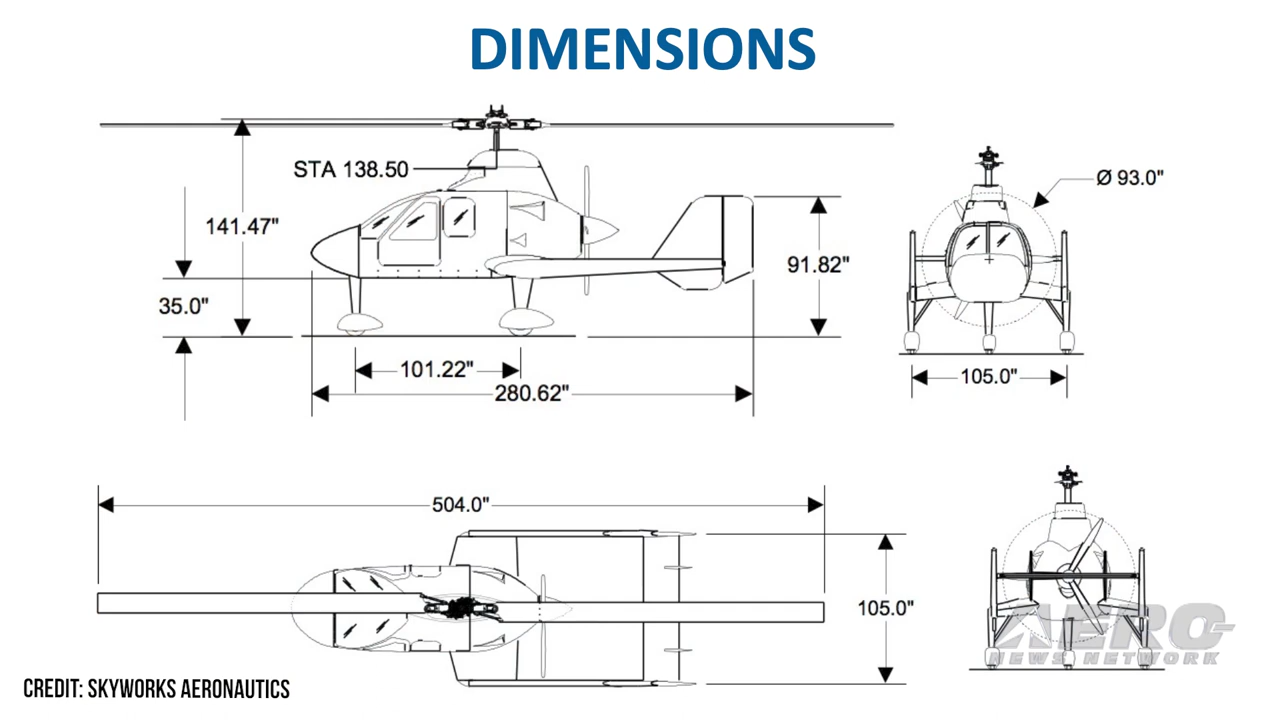 DIMENSIONS
STA 138.50
Ø 93.0"
141.47"
91.82"
35.0"
101.22"
105.0"
280.62"
504.0"
105.0"
AERO
NEWS NETWORK
CREDIT: SKYWORKS AERONAUTICS